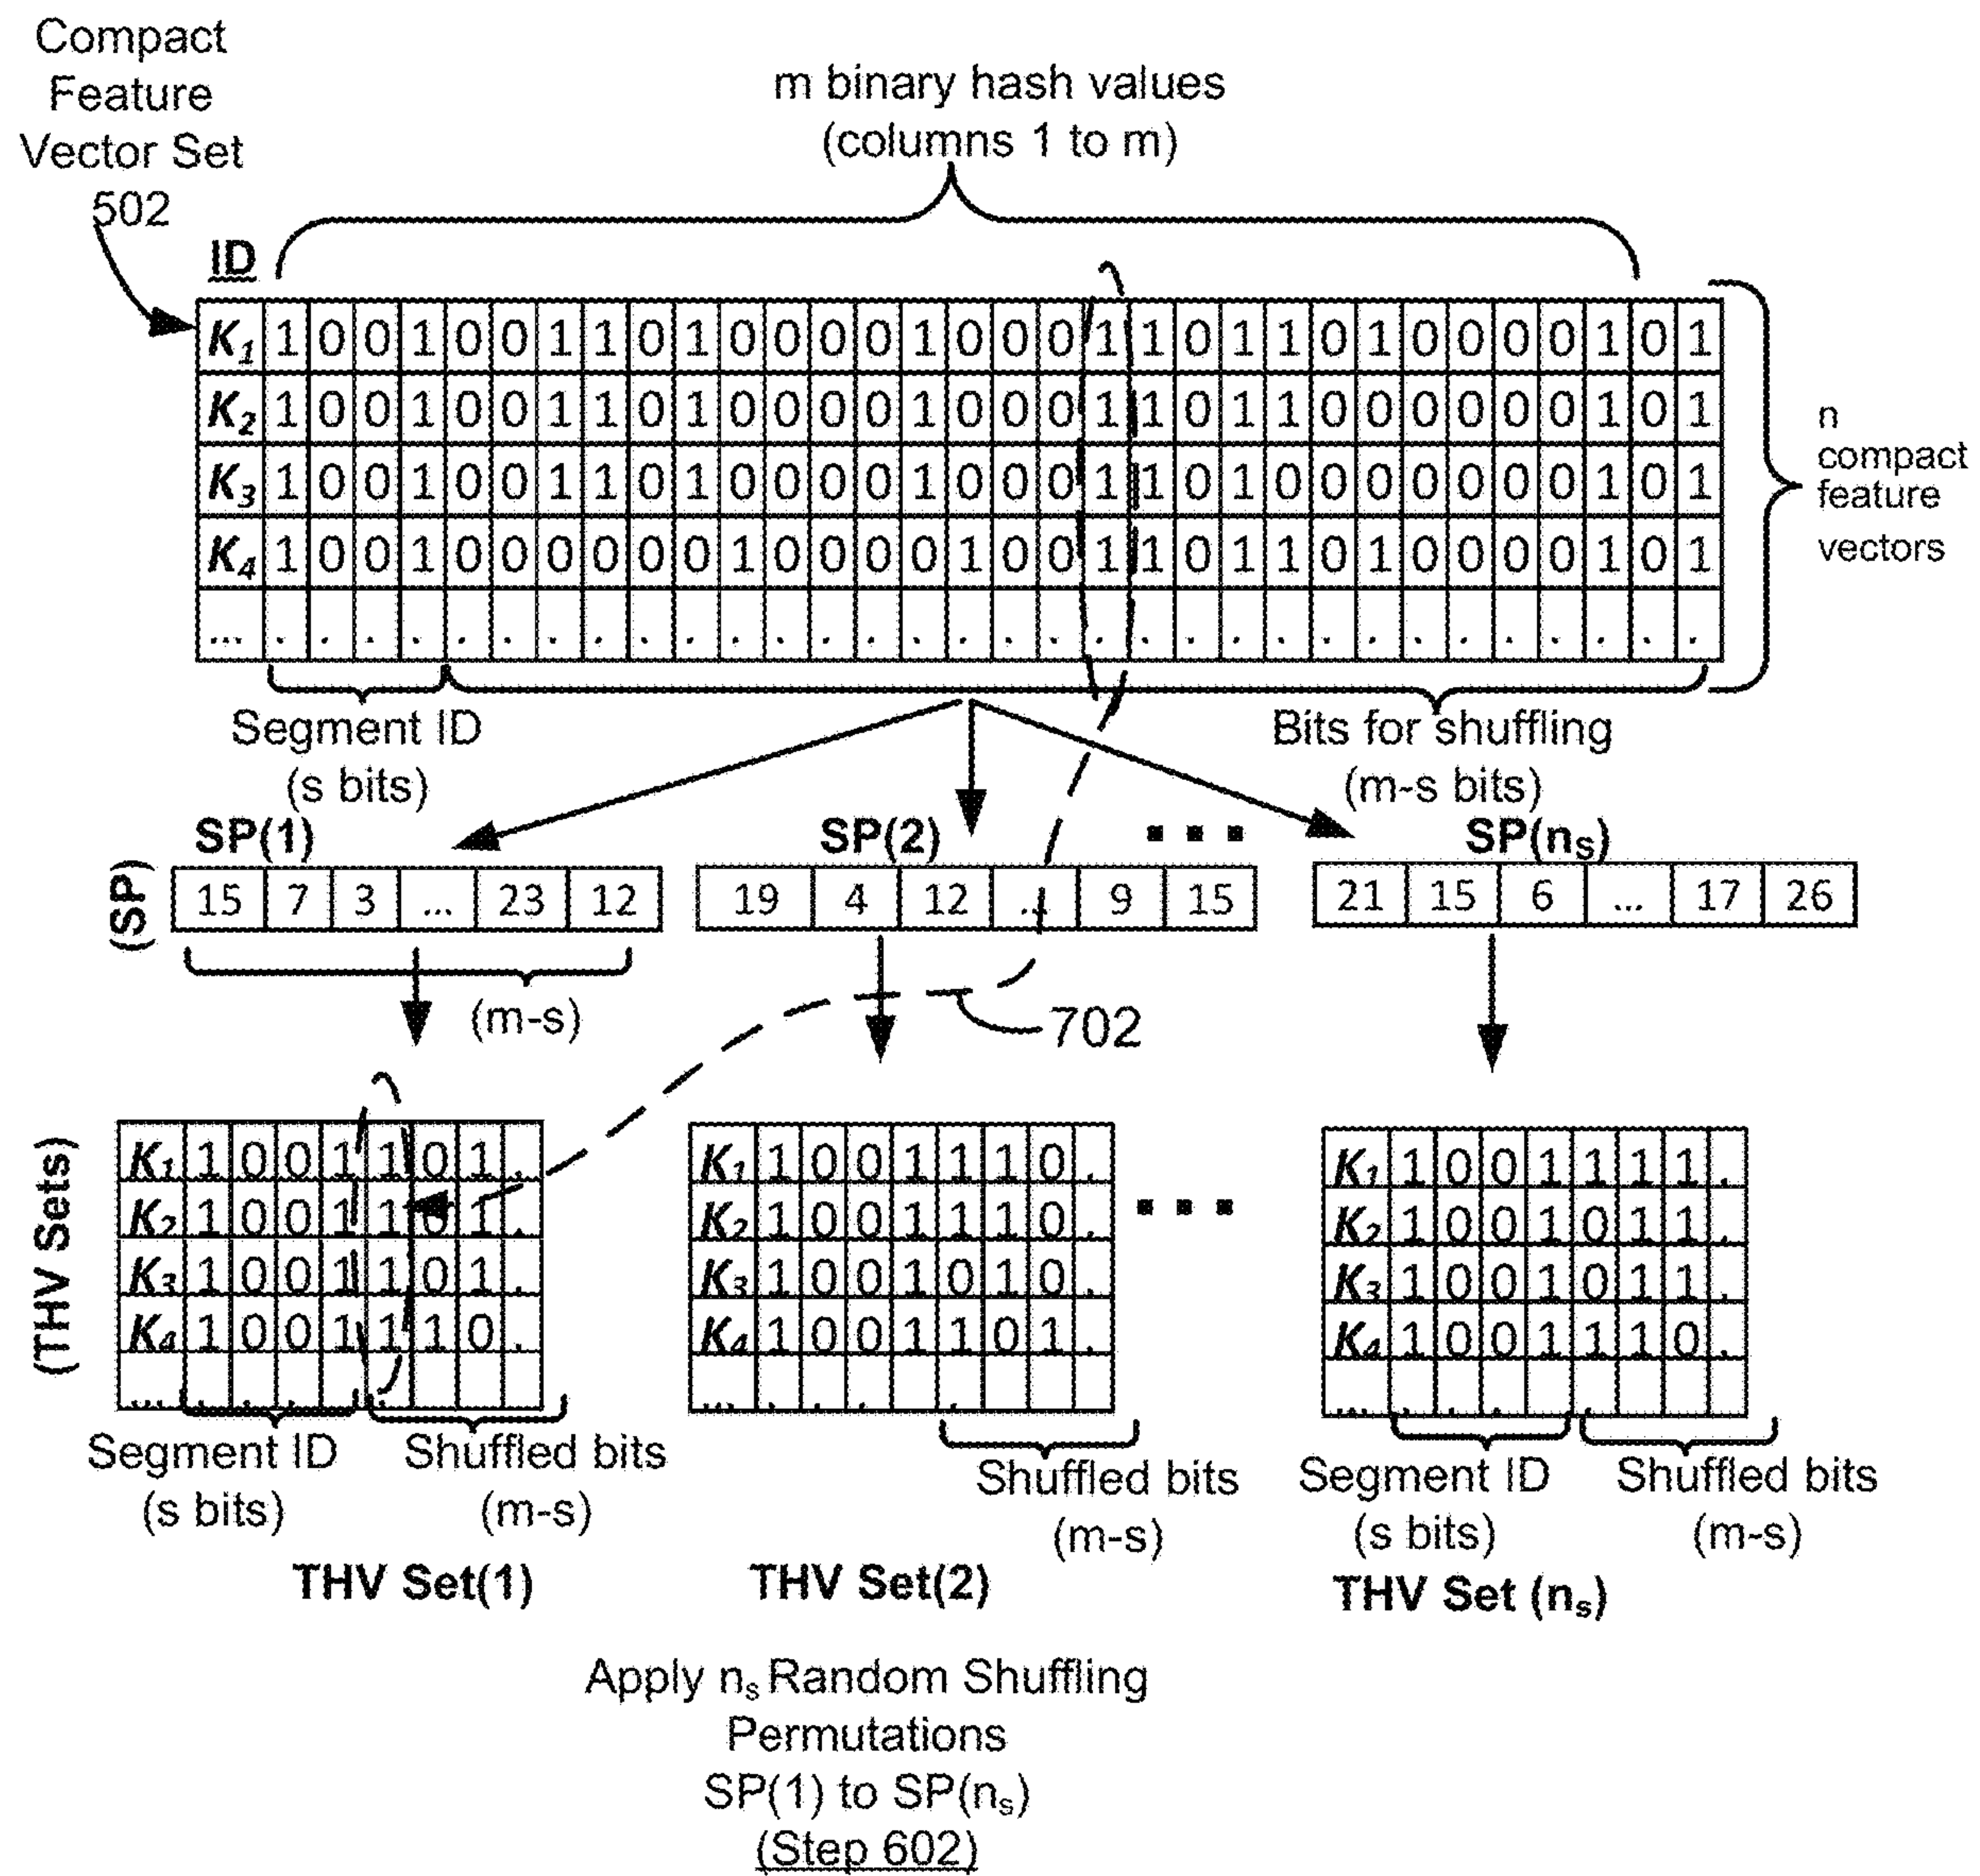 Compact
Feature
Vector Set
502
m binary hash values
(columns 1 to m)
ID
K1 1 0 0 1 0 0 1 1 0 1 0 0 0 0 1 0 0 0 1 1 0 1 1 0 1 0 0 0 0 1 0 1
K2 1 0 0 1 0 0 1 1 0 1 0 0 0 0 1 0 0 0 1 1 0 1 1 0 0 0 0 0 0 1 0 1
K3 1 0 0 1 0 0 1 1 0 1 0 0 0 0 1 0 0 0 1 1 0 1 0 0 0 0 0 0 0 1 0 1
K4 1 0 0 1 0 0 0 0 0 0 1 0 0 0 0 1 0 0 1 1 0 1 1 0 1 0 0 0 0 1 0 1
... . . . . . . . . . . . . . . . . . . . . . . . . . . . . . . . .
n
compact
feature
vectors
Segment ID
(s bits)
Bits for shuffling
(m-s bits)
(SP)
SP(1)
15 7 3 ... 23 12
(m-s)
SP(2)
19 4 12 ... 9 15
...
SP(ns)
21 15 6 ... 17 26
702
(THV Sets)
K1 1 0 0 1 1 0 1 .
K2 1 0 0 1 1 0 1 .
K3 1 0 0 1 1 0 1 .
K4 1 0 0 1 1 1 0 .
... . . . . .
Segment ID
(s bits)
Shuffled bits
(m-s)
THV Set(1)
K1 1 0 0 1 1 1 0 .
K2 1 0 0 1 1 1 0 .
K3 1 0 0 1 0 1 0 .
K4 1 0 0 1 1 0 1 .
... . . . . .
Shuffled bits
(m-s)
THV Set(2)
...
K1 1 0 0 1 1 1 1 .
K2 1 0 0 1 0 1 1 .
K3 1 0 0 1 0 1 1 .
K4 1 0 0 1 1 1 0 .
... . . . . .
Segment ID
(s bits)
Shuffled bits
(m-s)
THV Set (ns)
Apply ns Random Shuffling
Permutations
SP(1) to SP(ns)
(Step 602)